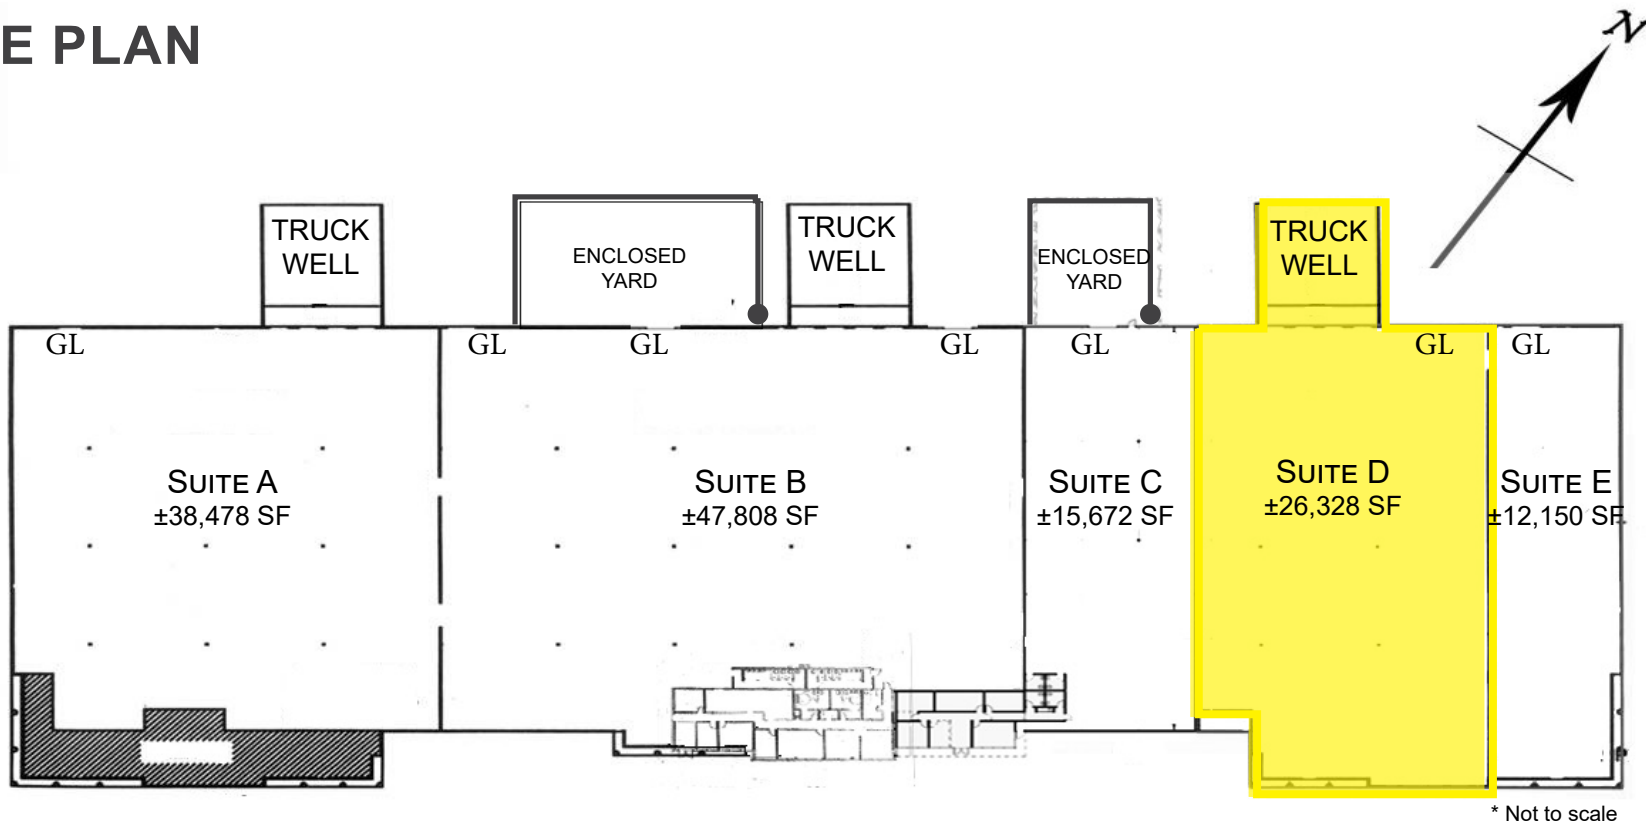 E PLAN
N
TRUCK
WELL
ENCLOSED
YARD
TRUCK
WELL
ENCLOSED
YARD
TRUCK
WELL
GL
GL
GL
GL
GL
GL
GL
SUITE A
±38,478 SF
SUITE B
±47,808 SF
SUITE C
±15,672 SF
SUITE D
±26,328 SF
SUITE E
±12,150 SF
* Not to scale